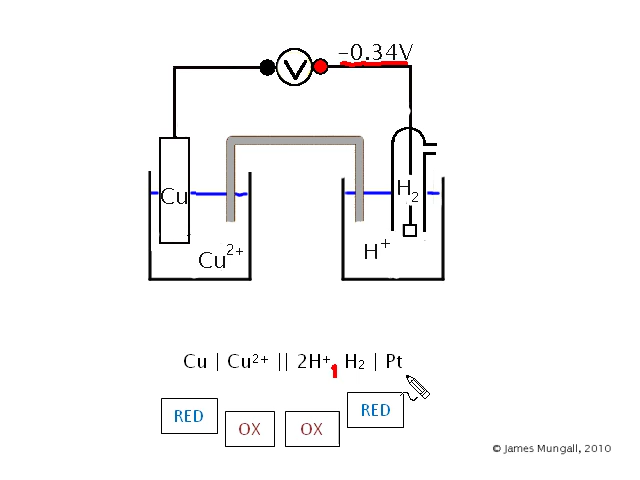 -0.34V
V
Cu
H2
Cu2+
H+
Cu | Cu2+ || 2H+, H2 | Pt
RED OX OX RED
© James Mungall, 2010